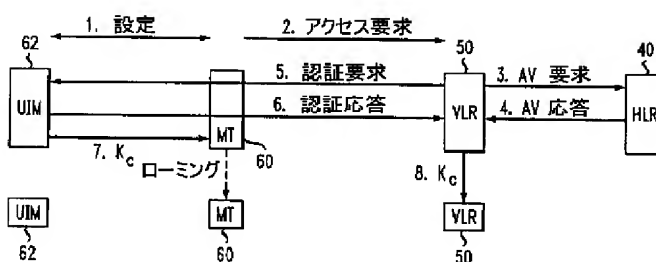 1. 設定
2. アクセス要求
62
50
40
5. 認証要求
3. AV 要求
UIM
6. 認証応答
VLR
4. AV 応答
HLR
MT
7. Kc
60
ローミング
8. Kc
UIM
MT
VLR
62
60
50